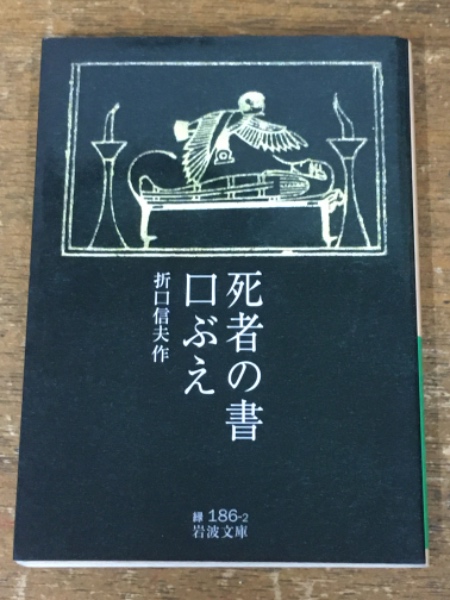 死者の書
口ぶえ
折口信夫作
緑 186-2
岩波文庫